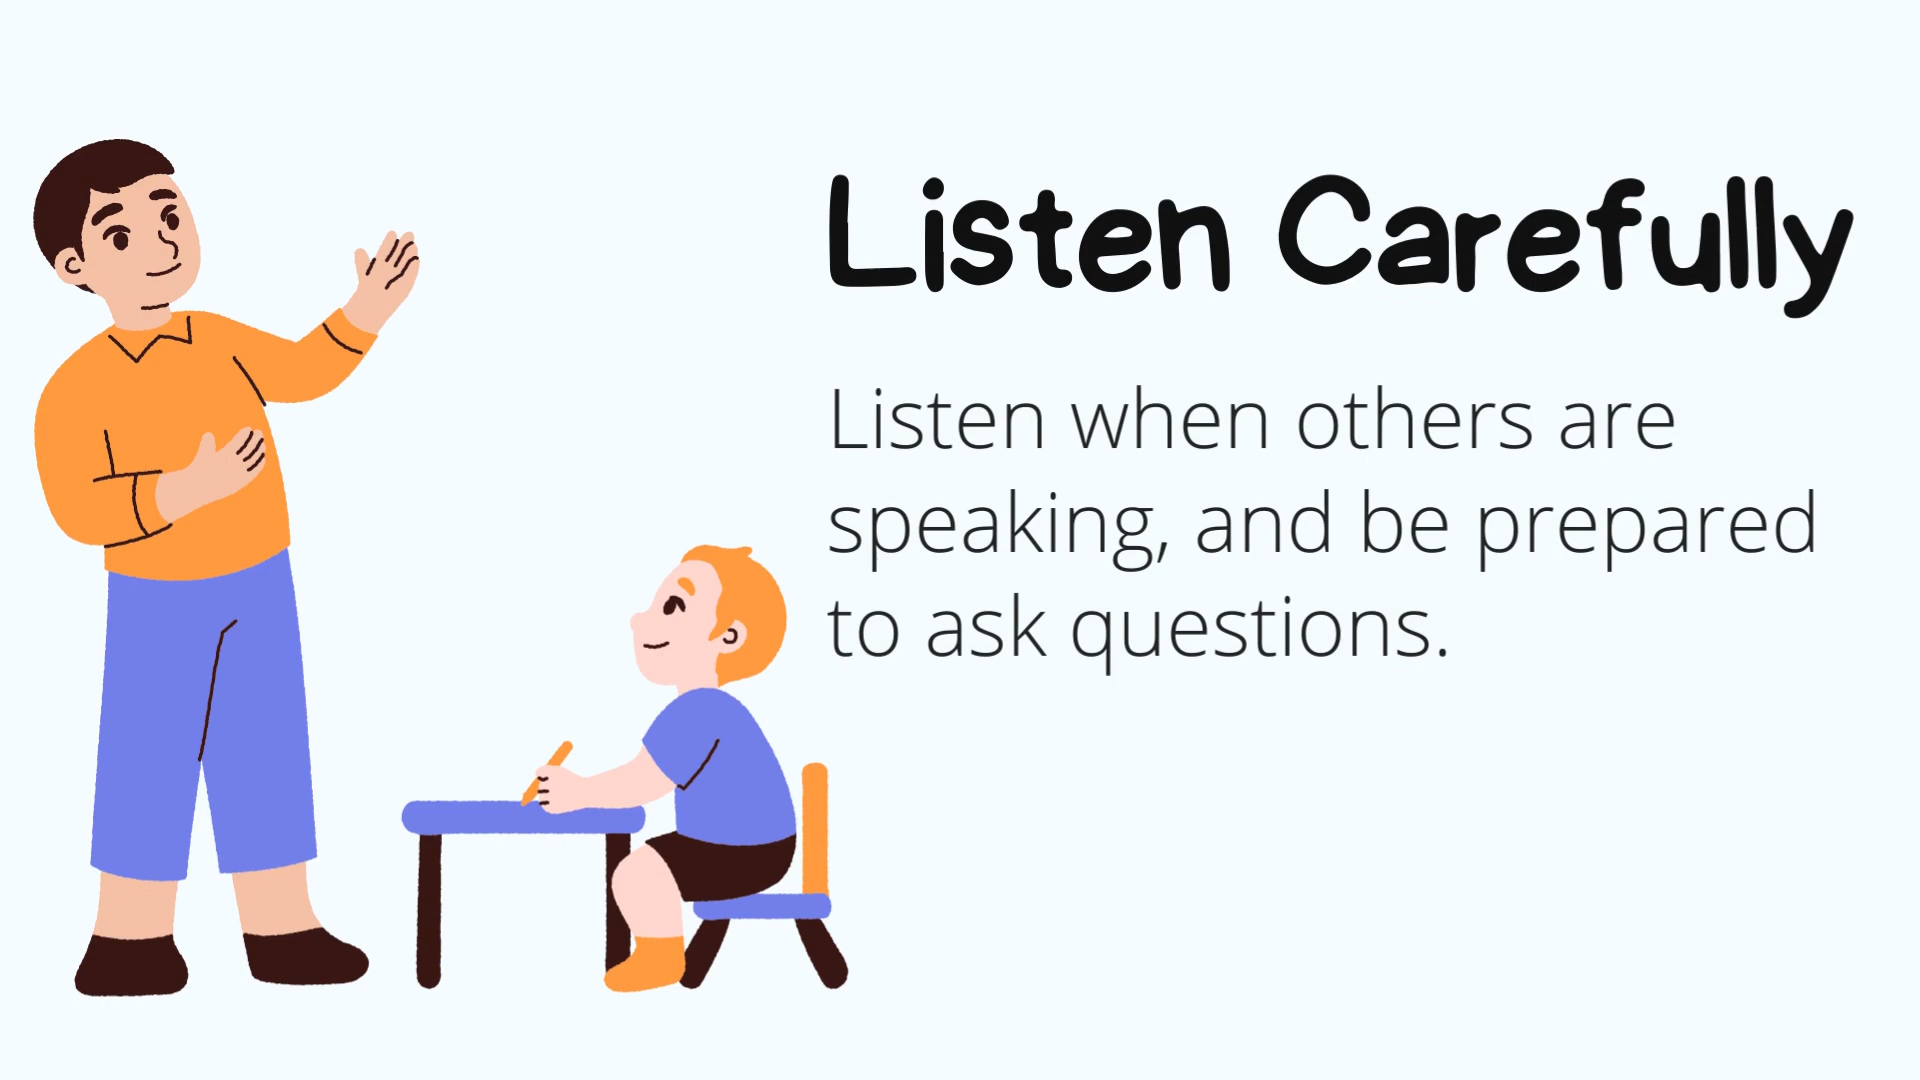 Listen Carefully
Listen when others are
speaking, and be prepared
to ask questions.